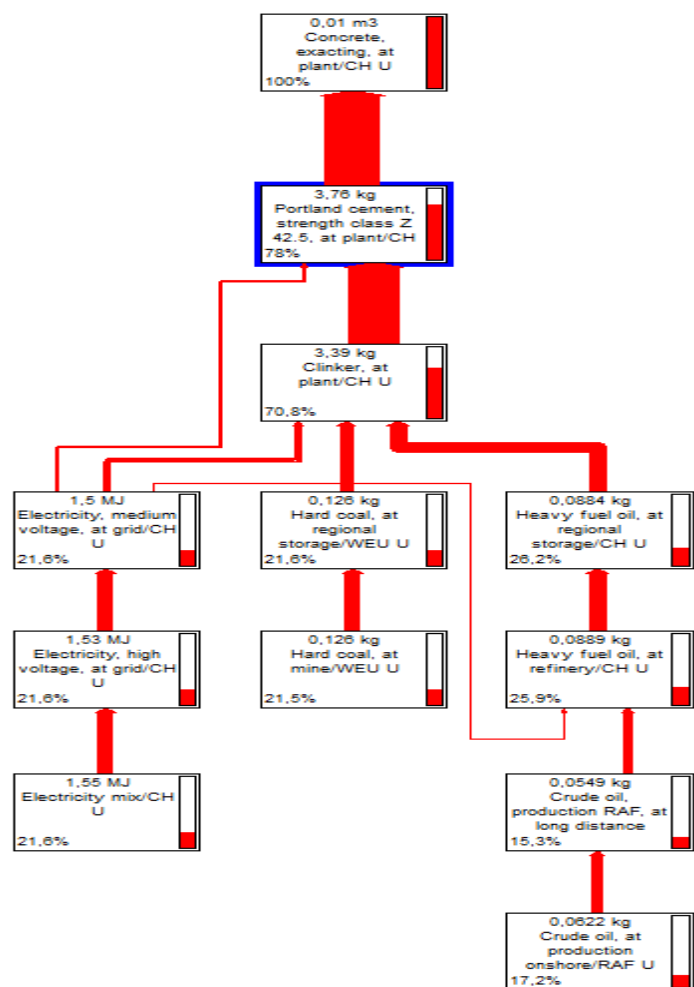 0,01 m3
Concrete,
exacting, at
plant/CH U
100%
3,76 kg
Portland cement,
strength class Z
42.5, at plant/CH
78%
3,39 kg
Clinker, at
plant/CH U
70,8%
1,5 MJ
Electricity, medium
voltage, at grid/CH
U
21,6%
0,126 kg
Hard coal, at
regional
storage/WEU U
21,6%
0,0884 kg
Heavy fuel oil, at
regional
storage/CH U
26,2%
1,53 MJ
Electricity, high
voltage, at grid/CH
U
21,6%
0,126 kg
Hard coal, at
mine/WEU U
21,5%
0,0889 kg
Heavy fuel oil, at
refinery/CH U
25,9%
1,55 MJ
Electricity mix/CH
U
21,6%
0,0549 kg
Crude oil,
production RAF, at
long distance
15,3%
0,0622 kg
Crude oil, at
production
onshore/RAF U
17,2%